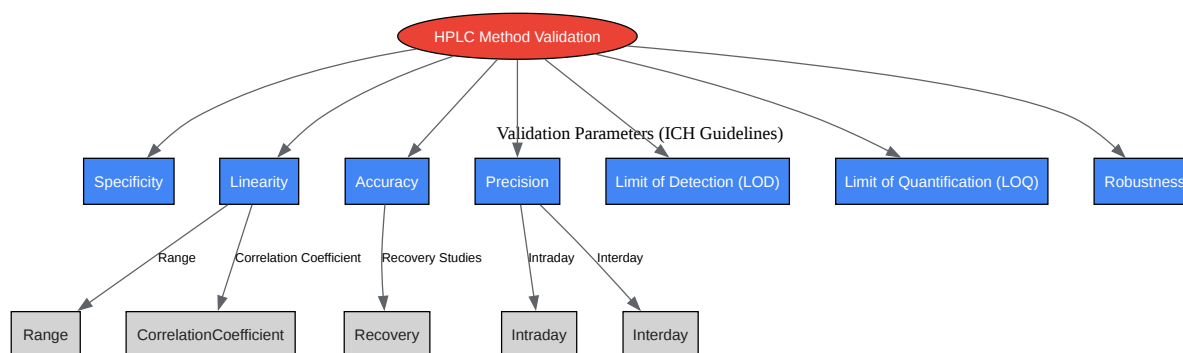 HPLC Method Validation
Validation Parameters (ICH Guidelines)
Specificity
Linearity
Accuracy
Precision
Limit of Detection (LOD)
Limit of Quantification (LOQ)
Robustness
Range
Correlation Coefficient
Recovery Studies
Intraday
Interday
Range
CorrelationCoefficient
Recovery
Intraday
Interday